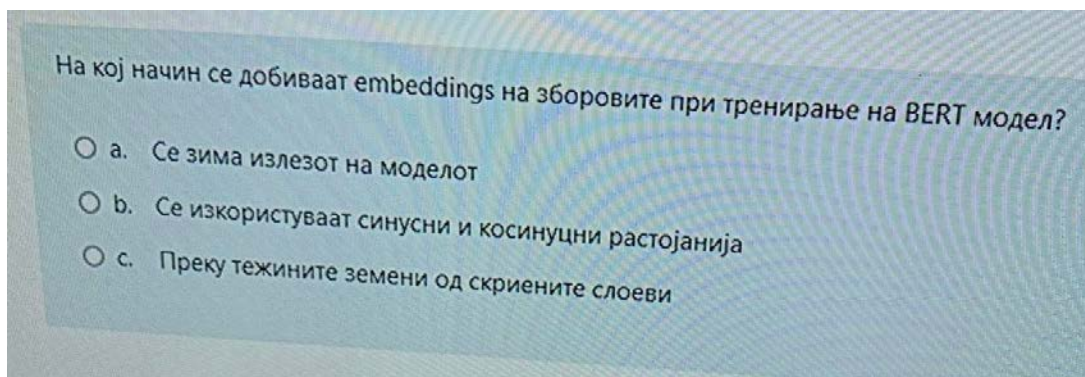 На кој начин се добиваат embeddings на зборовите при тренирање на BERT модел?
a. Се зима излезот на моделот
b. Се изкористуваат синусни и косинуцни растојанија
c. Преку тежините земени од скриените слоеви